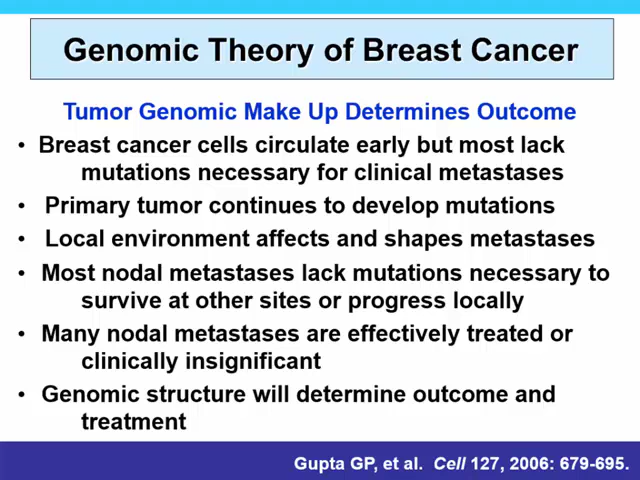 Genomic Theory of Breast Cancer
Tumor Genomic Make Up Determines Outcome
• Breast cancer cells circulate early but most lack
mutations necessary for clinical metastases
• Primary tumor continues to develop mutations
• Local environment affects and shapes metastases
• Most nodal metastases lack mutations necessary to
survive at other sites or progress locally
• Many nodal metastases are effectively treated or
clinically insignificant
• Genomic structure will determine outcome and
treatment
Gupta GP, et al. Cell 127, 2006: 679-695.